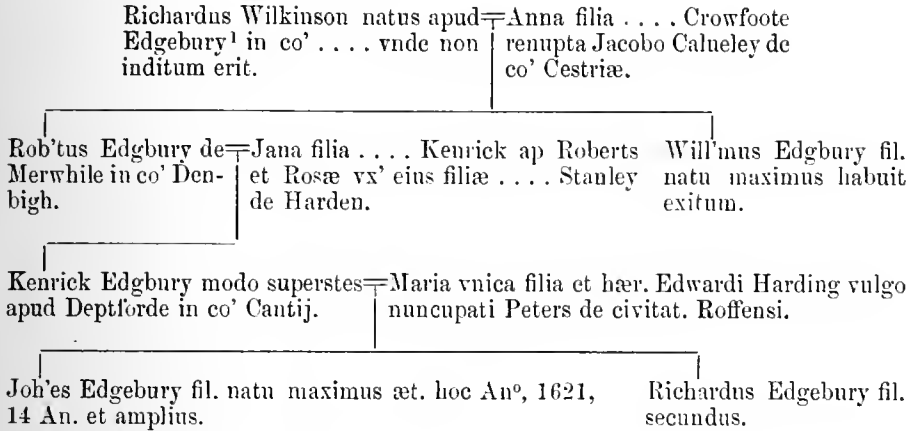 Richardus Wilkinson natus apud=Anna filia . . . . Crowfoote
Edgebury¹ in co’ . . . . vnde non renupta Jacobo Calueley de
inditum erit. co’ Cestriæ.
Rob’tus Edgbury de=Jana filia . . . . Kenrick ap Roberts Will’mus Edgbury fil.
Merwhile in co’ Den- et Rosæ vx’ eius filiæ . . . . Stanley natu maximus habuit
bigh. de Harden. exitum.
Kenrick Edgbury modo superstes=Maria vnica filia et hær. Edwardi Harding vulgo
apud Deptforde in co’ Cantij. nuncupati Peters de civitat. Roffensi.
Joh’es Edgebury fil. natu maximus æt. hoc Anº, 1621, Richardus Edgebury fil.
14 An. et amplius. secundus.